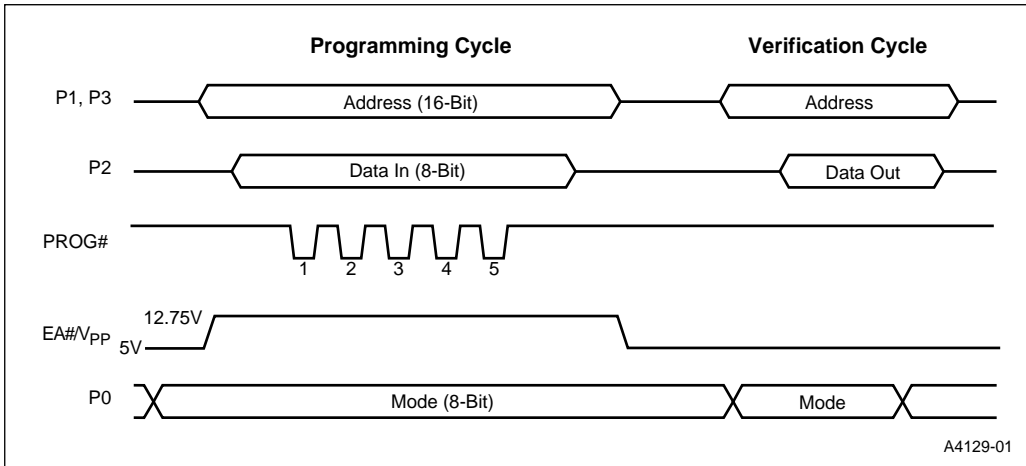 Programming Cycle Verification Cycle
P1, P3 Address (16-Bit) Address
P2 Data In (8-Bit) Data Out
PROG#
1 2 3 4 5
12.75V
EA#/VPP 5V
P0 Mode (8-Bit) Mode
A4129-01